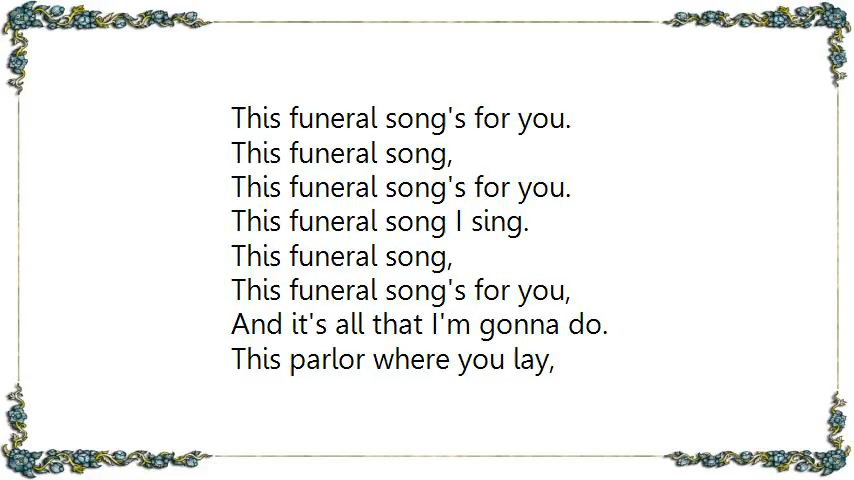 This funeral song's for you.
This funeral song,
This funeral song's for you.
This funeral song I sing.
This funeral song,
This funeral song's for you,
And it's all that I'm gonna do.
This parlor where you lay,